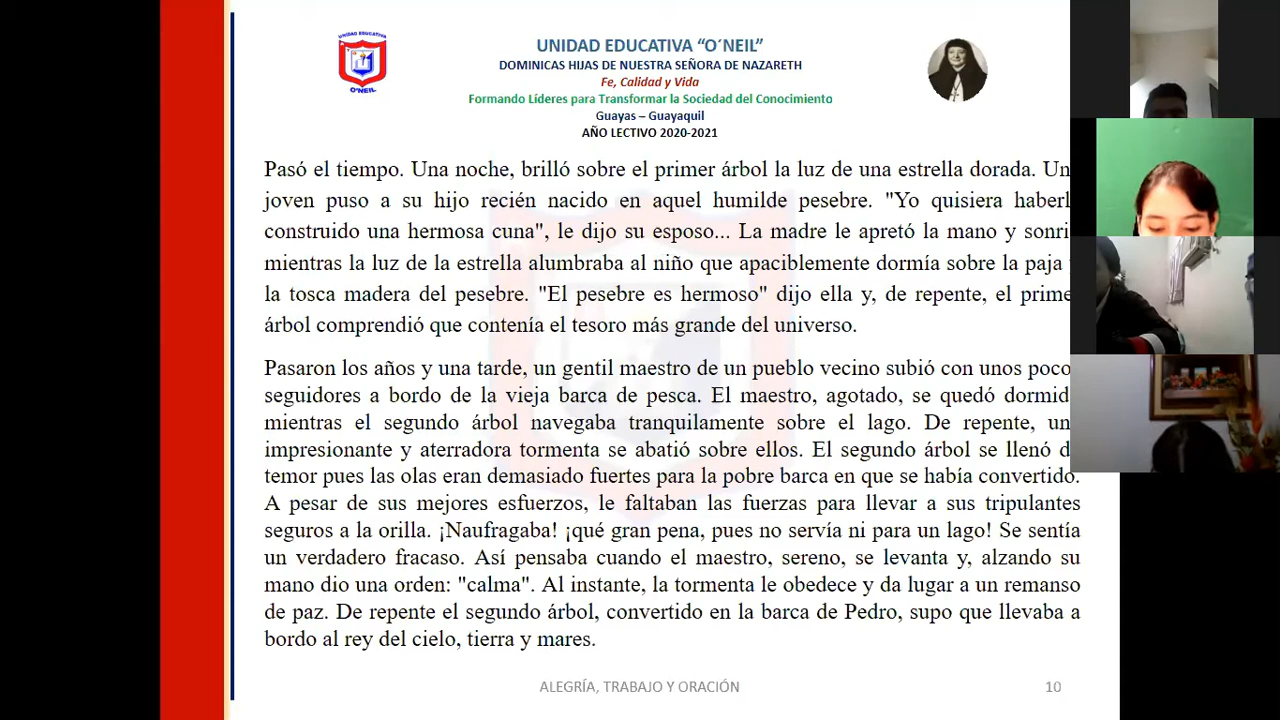 UNIDAD EDUCATIVA
O'NEIL
UNIDAD EDUCATIVA “O´NEIL”
DOMINICAS HIJAS DE NUESTRA SEÑORA DE NAZARETH
Fe, Calidad y Vida
Formando Líderes para Transformar la Sociedad del Conocimiento
Guayas – Guayaquil
AÑO LECTIVO 2020-2021
Pasó el tiempo. Una noche, brilló sobre el primer árbol la luz de una estrella dorada. Un
joven puso a su hijo recién nacido en aquel humilde pesebre. "Yo quisiera haberl
construido una hermosa cuna", le dijo su esposo... La madre le apretó la mano y sonri
mientras la luz de la estrella alumbraba al niño que apaciblemente dormía sobre la paja
la tosca madera del pesebre. "El pesebre es hermoso" dijo ella y, de repente, el prime
árbol comprendió que contenía el tesoro más grande del universo.
Pasaron los años y una tarde, un gentil maestro de un pueblo vecino subió con unos poco
seguidores a bordo de la vieja barca de pesca. El maestro, agotado, se quedó dormid
mientras el segundo árbol navegaba tranquilamente sobre el lago. De repente, un
impresionante y aterradora tormenta se abatió sobre ellos. El segundo árbol se llenó d
temor pues las olas eran demasiado fuertes para la pobre barca en que se había convertido.
A pesar de sus mejores esfuerzos, le faltaban las fuerzas para llevar a sus tripulantes
seguros a la orilla. ¡Naufragaba! ¡qué gran pena, pues no servía ni para un lago! Se sentía
un verdadero fracaso. Así pensaba cuando el maestro, sereno, se levanta y, alzando su
mano dio una orden: "calma". Al instante, la tormenta le obedece y da lugar a un remanso
de paz. De repente el segundo árbol, convertido en la barca de Pedro, supo que llevaba a
bordo al rey del cielo, tierra y mares.
ALEGRÍA, TRABAJO Y ORACIÓN
10